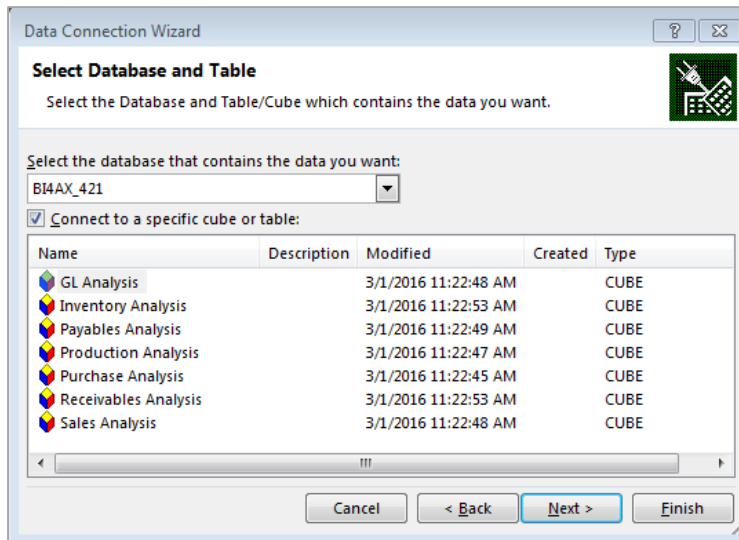 Data Connection Wizard
Select Database and Table
Select the Database and Table/Cube which contains the data you want.
Select the database that contains the data you want:
BI4AX_421
Connect to a specific cube or table:
Name Description Modified Created Type
GL Analysis 3/1/2016 11:22:48 AM CUBE
Inventory Analysis 3/1/2016 11:22:53 AM CUBE
Payables Analysis 3/1/2016 11:22:49 AM CUBE
Production Analysis 3/1/2016 11:22:47 AM CUBE
Purchase Analysis 3/1/2016 11:22:45 AM CUBE
Receivables Analysis 3/1/2016 11:22:53 AM CUBE
Sales Analysis 3/1/2016 11:22:48 AM CUBE
Cancel < Back Next > Finish